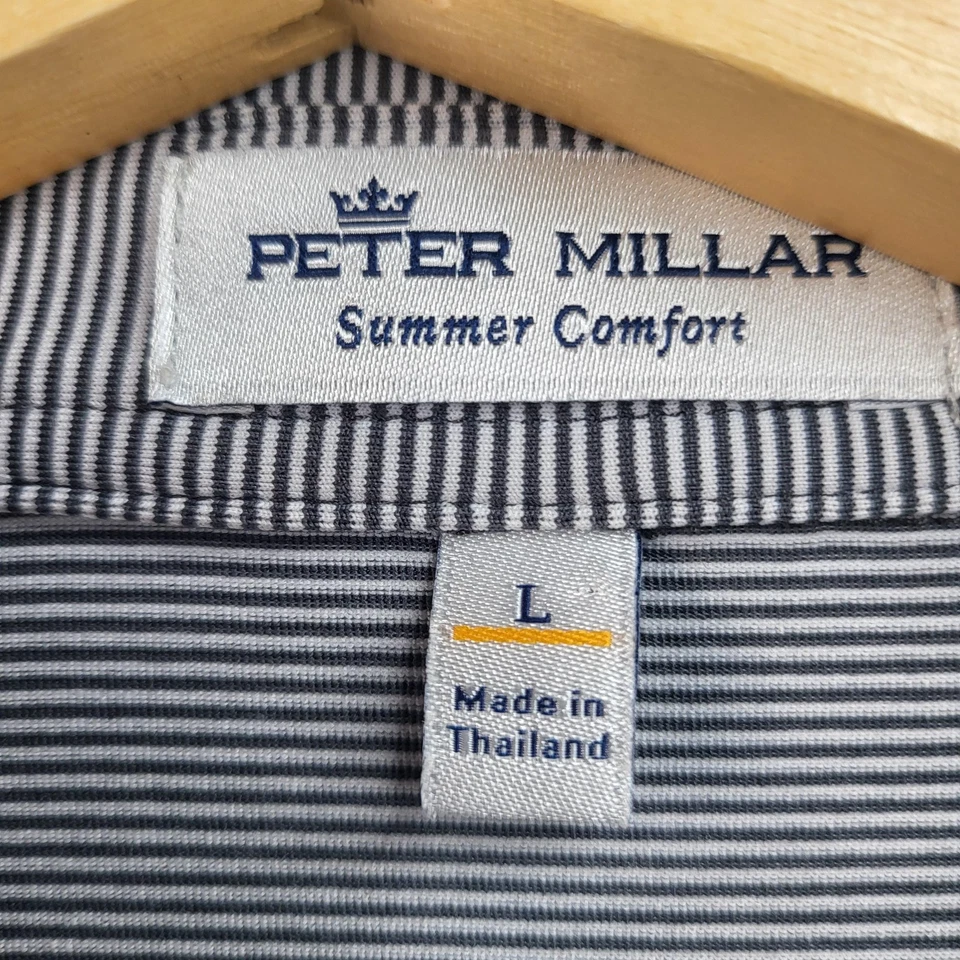 PETER MILLAR
Summer Comfort
L
Made in
Thailand